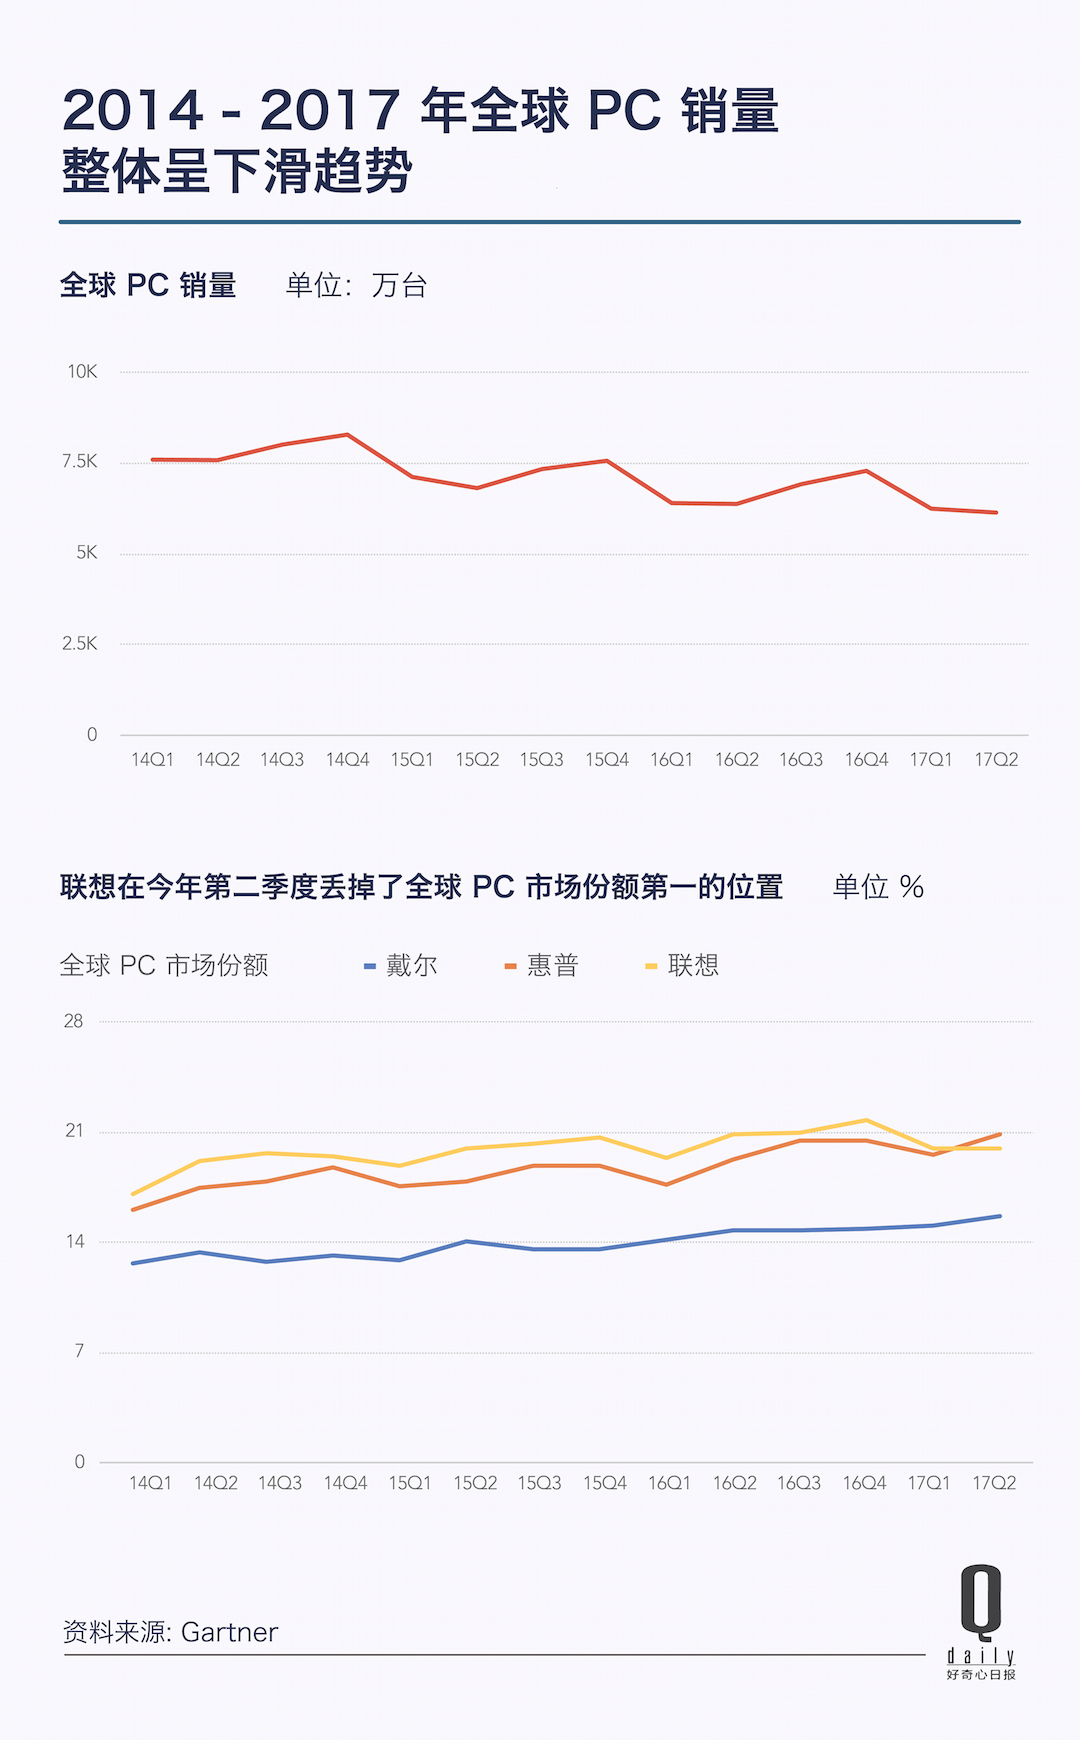 2014 - 2017 年全球 PC 销量
整体呈下滑趋势
全球 PC 销量 单位：万台
10K
7.5K
5K
2.5K
0
14Q1 14Q2 14Q3 14Q4 15Q1 15Q2 15Q3 15Q4 16Q1 16Q2 16Q3 16Q4 17Q1 17Q2
联想在今年第二季度丢掉了全球 PC 市场份额第一的位置 单位 %
全球 PC 市场份额 戴尔 惠普 联想
28
21
14
7
0
14Q1 14Q2 14Q3 14Q4 15Q1 15Q2 15Q3 15Q4 16Q1 16Q2 16Q3 16Q4 17Q1 17Q2
资料来源: Gartner
Q
daily
好奇心日报